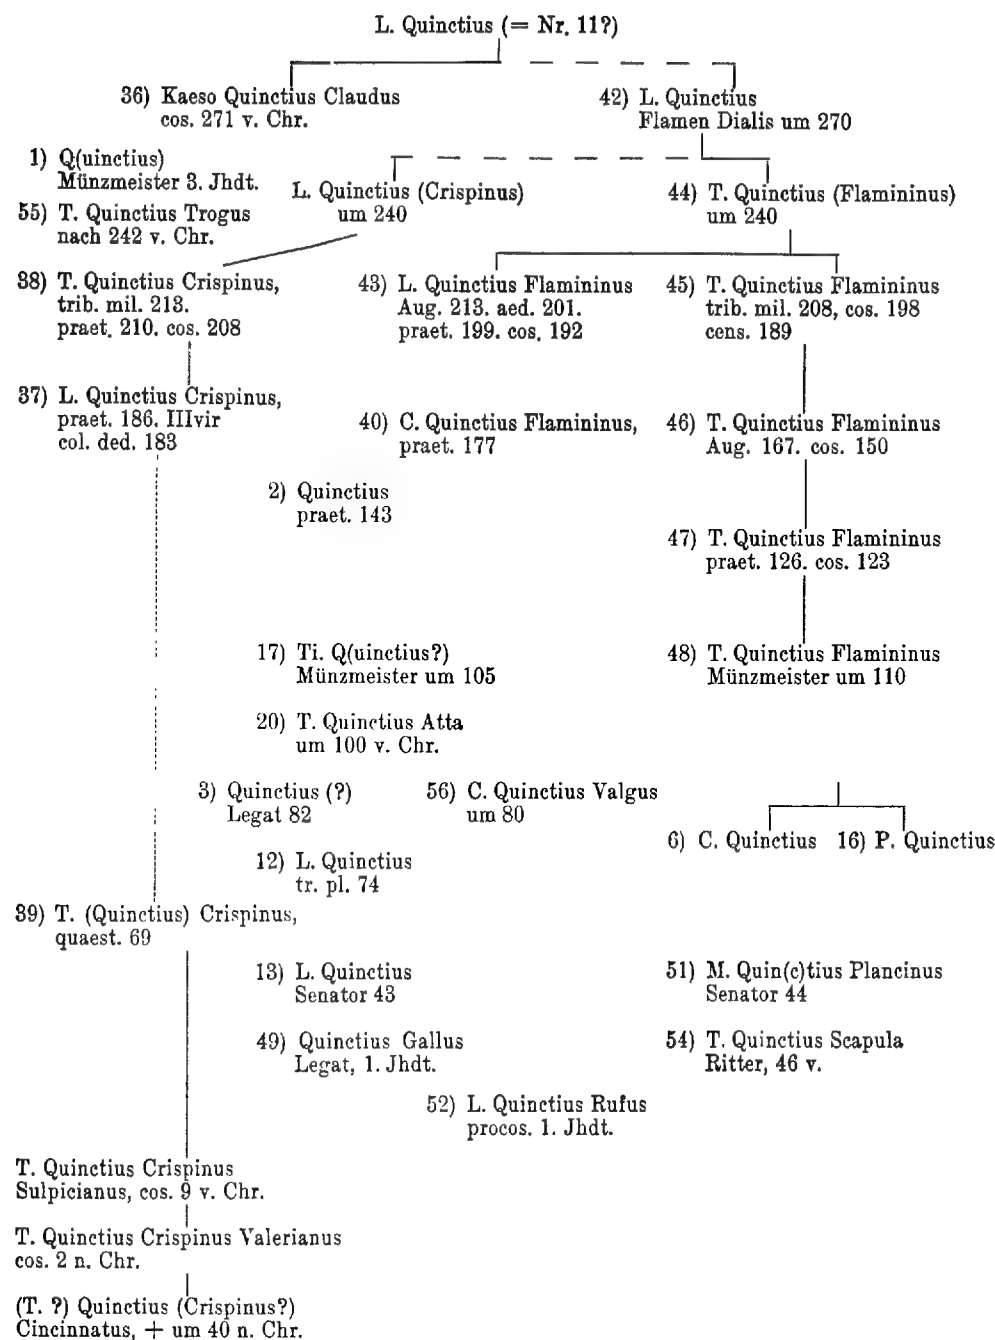 L. Quinctius (= Nr. 11?)
36) Kaeso Quinctius Claudus
cos. 271 v. Chr.
42) L. Quinctius
Flamen Dialis um 270
1) Q(uinctius)
Münzmeister 3. Jhdt.
L. Quinctius (Crispinus)
um 240
44) T. Quinctius (Flamininus)
um 240
55) T. Quinctius Trogus
nach 242 v. Chr.
38) T. Quinctius Crispinus,
trib. mil. 213.
praet. 210. cos. 208
43) L. Quinctius Flamininus
Aug. 213. aed. 201.
praet. 199. cos. 192
45) T. Quinctius Flamininus
trib. mil. 208, cos. 198
cens. 189
37) L. Quinctius Crispinus,
praet. 186. IIIvir
col. ded. 183
40) C. Quinctius Flamininus,
praet. 177
46) T. Quinctius Flamininus
Aug. 167. cos. 150
2) Quinctius
praet. 143
47) T. Quinctius Flamininus
praet. 126. cos. 123
17) Ti. Q(uinctius?)
Münzmeister um 105
48) T. Quinctius Flamininus
Münzmeister um 110
20) T. Quinctius Atta
um 100 v. Chr.
3) Quinctius (?)
Legat 82
56) C. Quinctius Valgus
um 80
6) C. Quinctius
16) P. Quinctius
12) L. Quinctius
tr. pl. 74
39) T. (Quinctius) Crispinus,
quaest. 69
13) L. Quinctius
Senator 43
51) M. Quin(c)tius Plancinus
Senator 44
49) Quinctius Gallus
Legat, 1. Jhdt.
54) T. Quinctius Scapula
Ritter, 46 v.
52) L. Quinctius Rufus
procos. 1. Jhdt.
T. Quinctius Crispinus
Sulpicianus, cos. 9 v. Chr.
T. Quinctius Crispinus Valerianus
cos. 2 n. Chr.
(T. ?) Quinctius (Crispinus?)
Cincinnatus, + um 40 n. Chr.